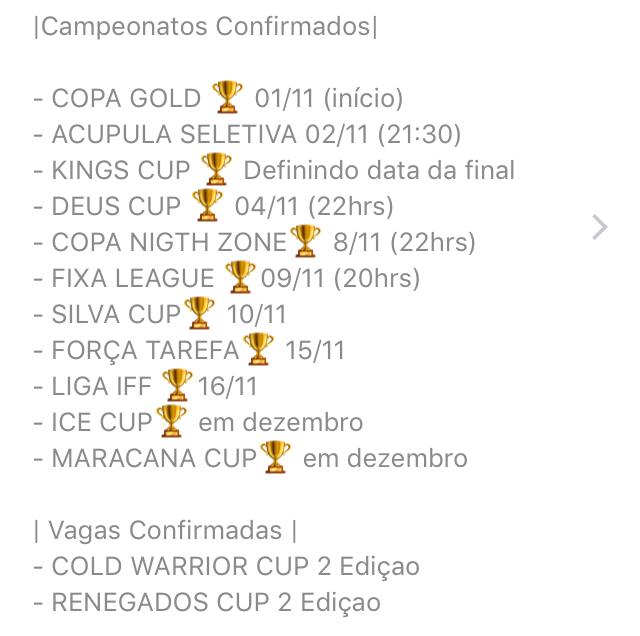 |Campeonatos Confirmados|
- COPA GOLD 🏆 01/11 (início)
- ACUPULA SELETIVA 02/11 (21:30)
- KINGS CUP 🏆 Definindo data da final
- DEUS CUP 🏆 04/11 (22hrs)
- COPA NIGTH ZONE🏆 8/11 (22hrs)
- FIXA LEAGUE 🏆09/11 (20hrs)
- SILVA CUP🏆 10/11
- FORÇA TAREFA🏆 15/11
- LIGA IFF 🏆16/11
- ICE CUP🏆 em dezembro
- MARACANA CUP🏆 em dezembro
| Vagas Confirmadas |
- COLD WARRIOR CUP 2 Ediçao
- RENEGADOS CUP 2 Ediçao